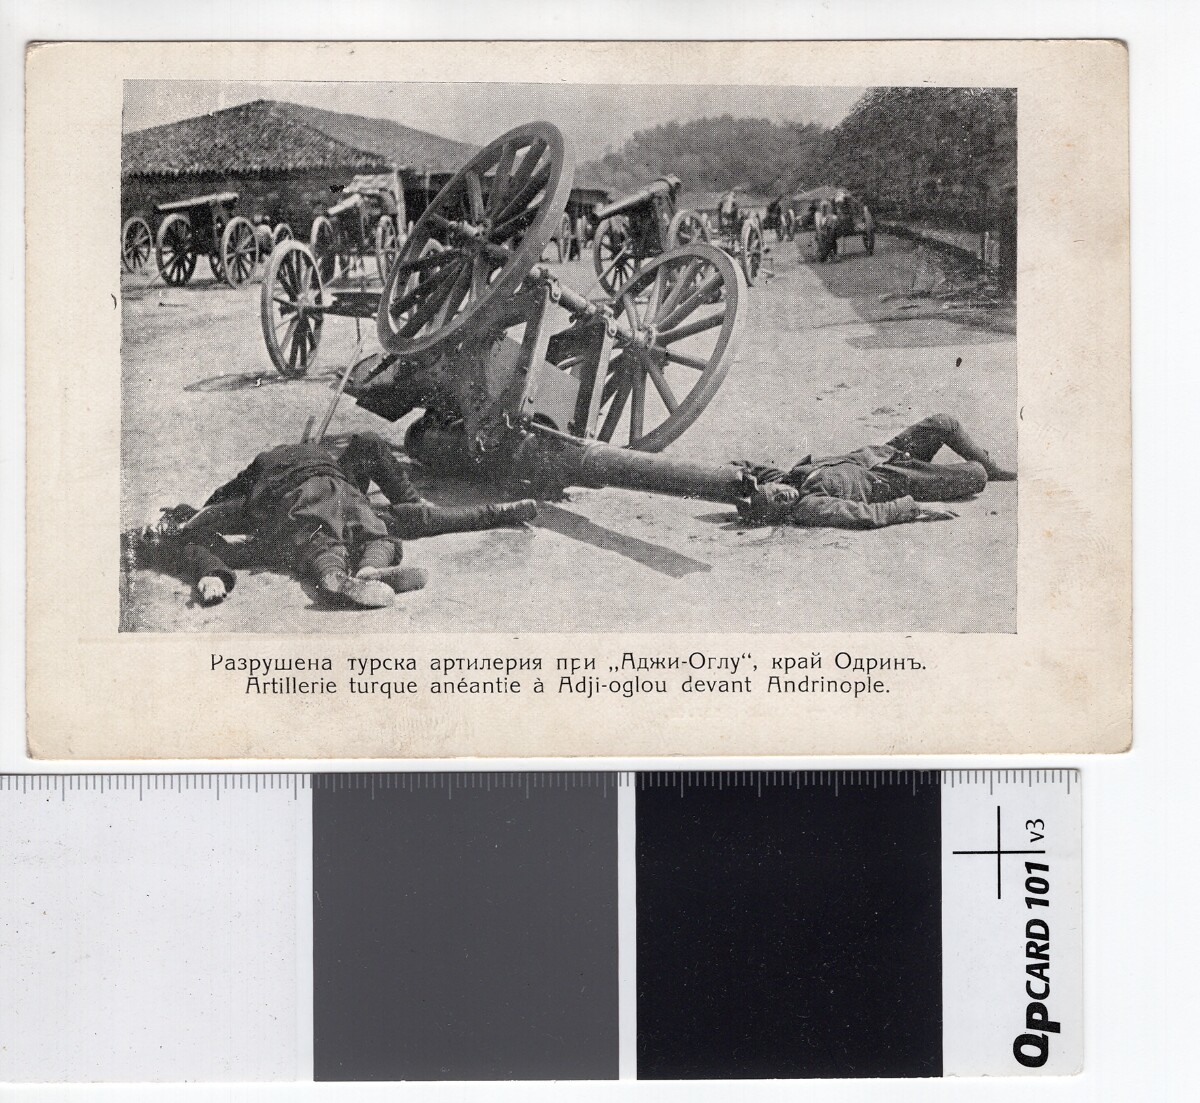 Разрушена турска артилерия при „Аджи-Оглу“, край Одринъ.
Artillerie turque anéantie à Adji-oglou devant Andrinople.
QPCARD 101 v3